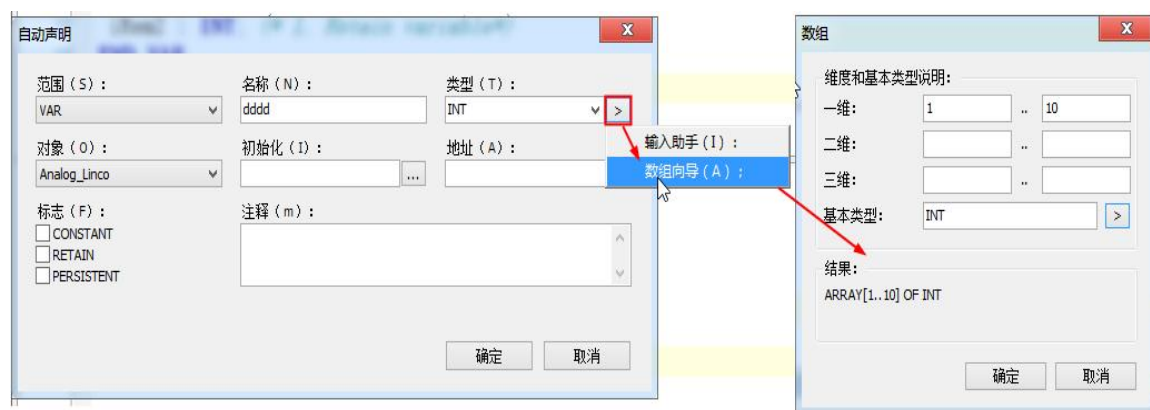 自动声明
X
范围(S):
名称(N):
类型(T):
VAR
dddd
INT
>
对象(O):
初始化(I):
地址(A):
Analog_Linco
...
标志(F):
注释(m):
CONSTANT
RETAIN
PERSISTENT
确定
取消
输入助手(I):
数组向导(A):
数组
X
维度和基本类型说明:
一维:
1
..
10
二维:
..
三维:
..
基本类型:
INT
>
结果:
ARRAY[1..10] OF INT
确定
取消